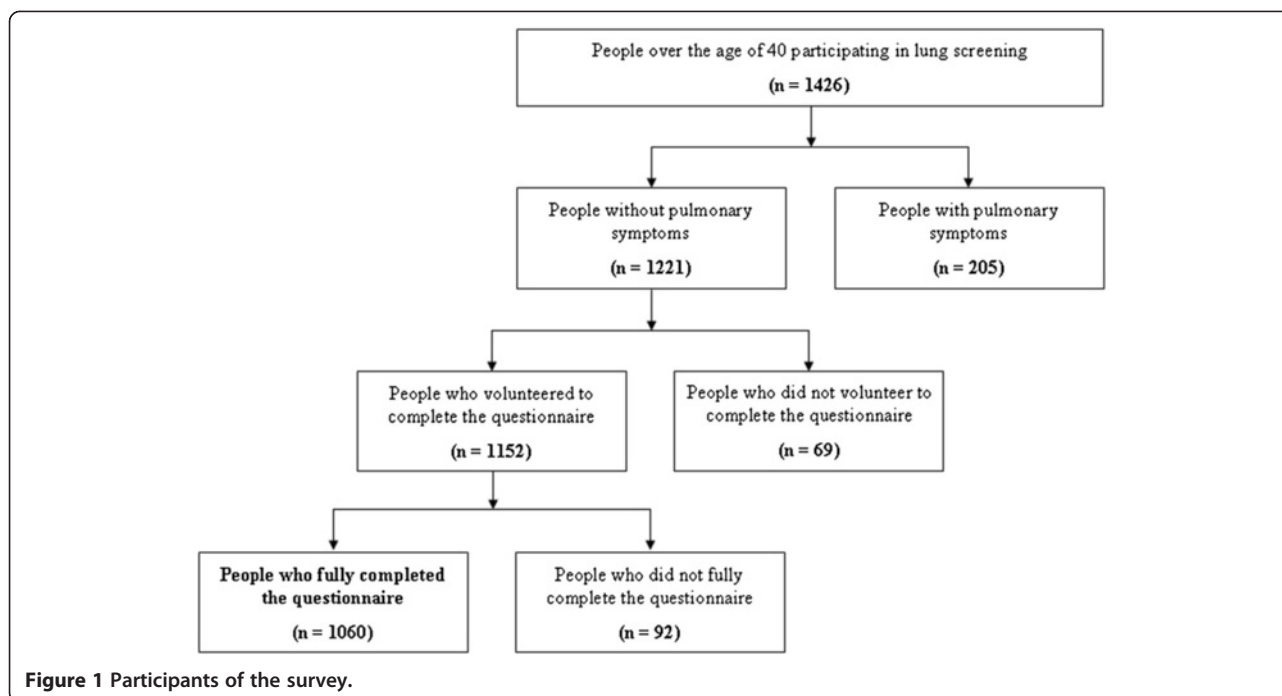 People over the age of 40 participating in lung screening
(n = 1426)
People without pulmonary
symptoms
(n = 1221)
People with pulmonary
symptoms
(n = 205)
People who volunteered to
complete the questionnaire
(n = 1152)
People who did not volunteer to
complete the questionnaire
(n = 69)
People who fully completed
the questionnaire
(n = 1060)
People who did not fully
complete the questionnaire
(n = 92)
Figure 1 Participants of the survey.